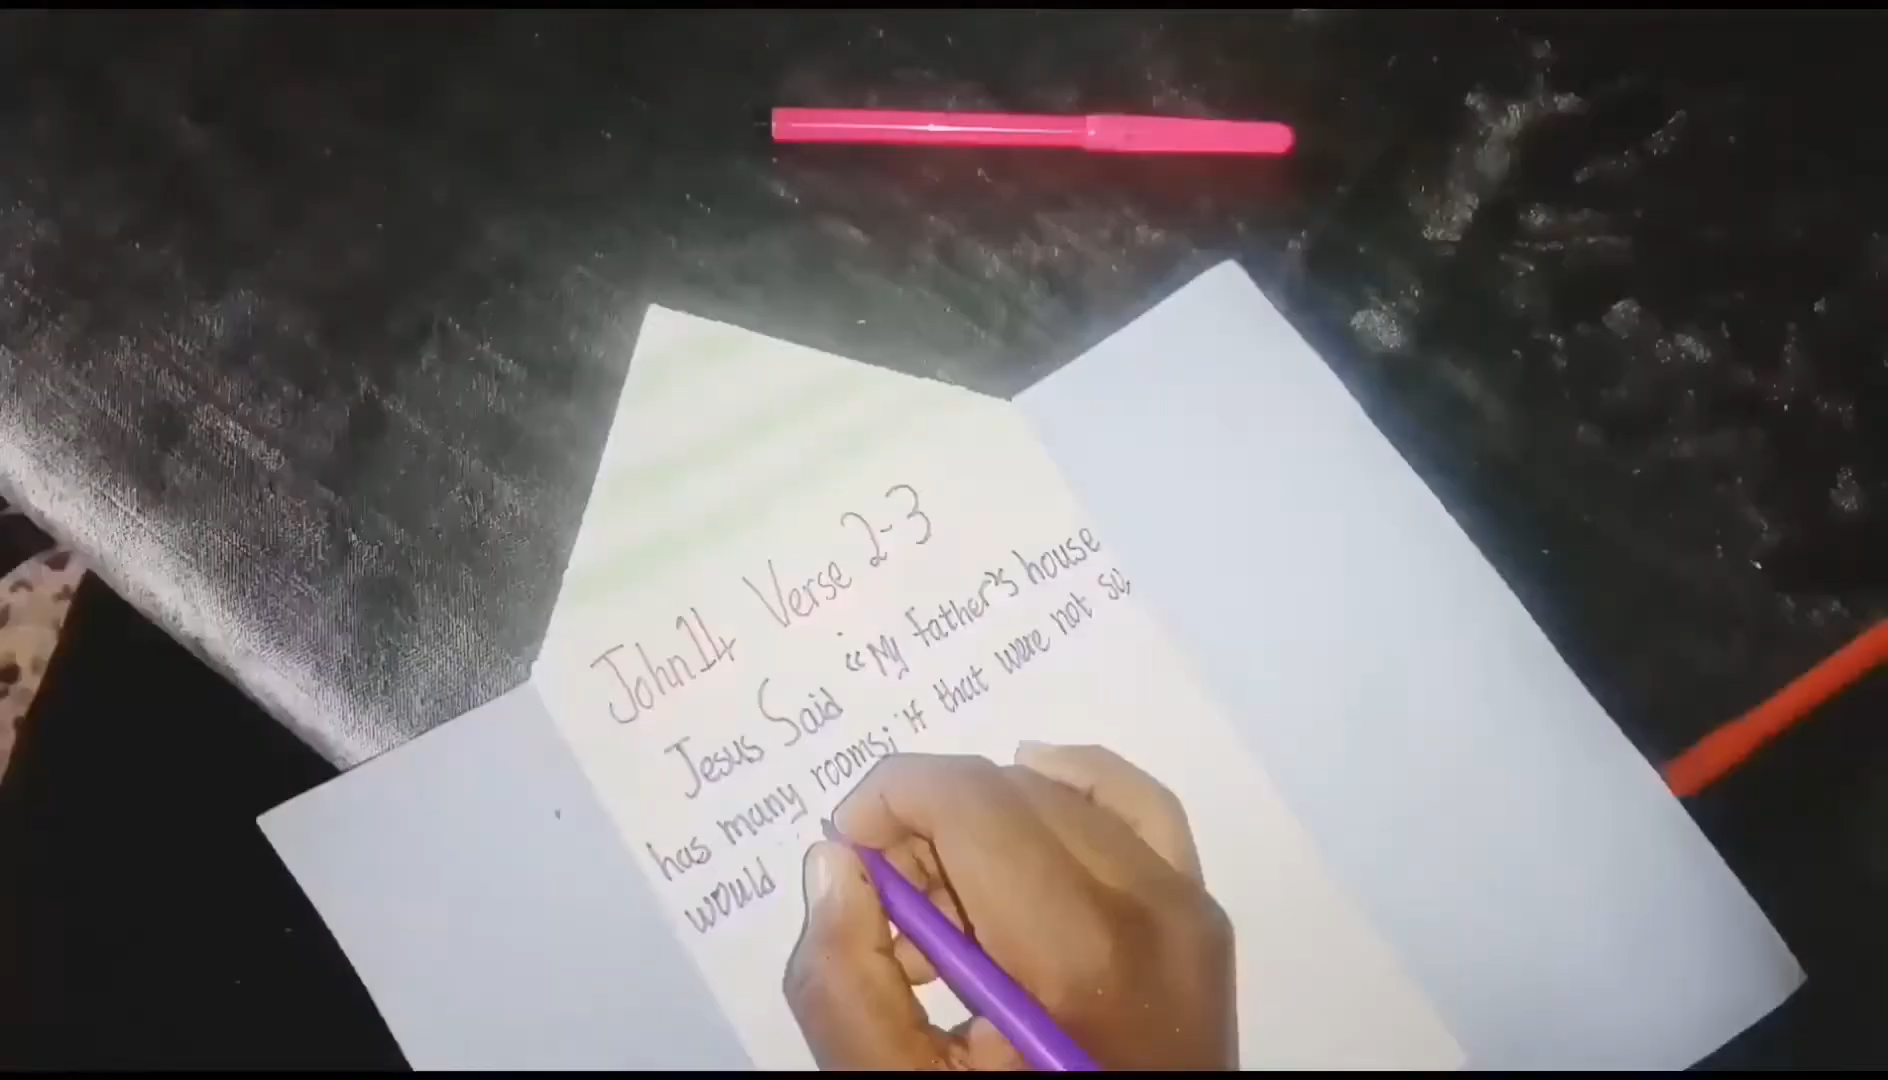 John14 Verse 2-3
Jesus Said “My Father's house
has many rooms; if that were not so,
would